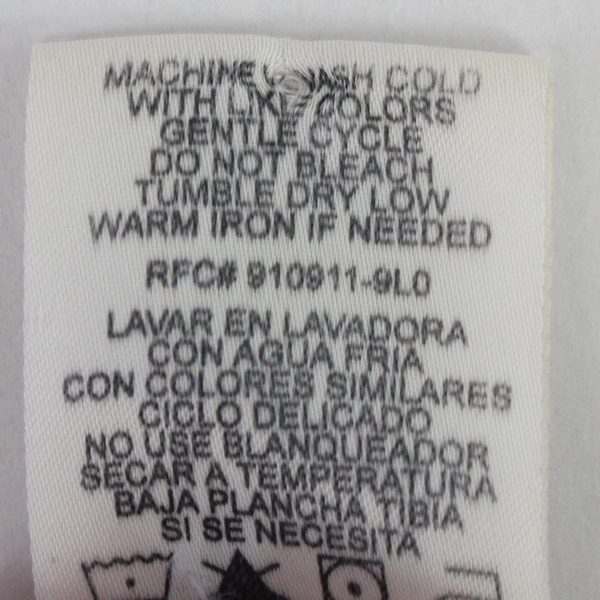 MACHINE WASH COLD
WITH LIKE COLORS
GENTLE CYCLE
DO NOT BLEACH
TUMBLE DRY LOW
WARM IRON IF NEEDED
RFC# 910911-9L0
LAVAR EN LAVADORA
CON AGUA FRIA
CON COLORES SIMILARES
CICLO DELICADO
NO USE BLANQUEADOR
SECAR A TEMPERATURA
BAJA PLANCHA TIBIA
SI SE NECESITA